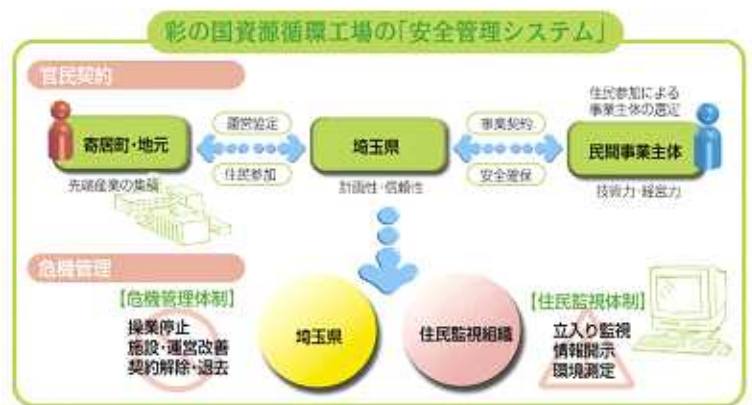 彩の国資源循環工場の「安全管理システム」
官民契約
住民参加による
事業主体の選定
寄居町・地元
運営協定
住民参加
埼玉県
事業契約
安全確保
民間事業主体
先端産業の集積
計画性・信頼性
技術力・経営力
危機管理
【危機管理体制】
操業停止
施設・運営改善
契約解除・退去
埼玉県
住民監視組織
【住民監視体制】
立入り監視
情報開示
環境測定